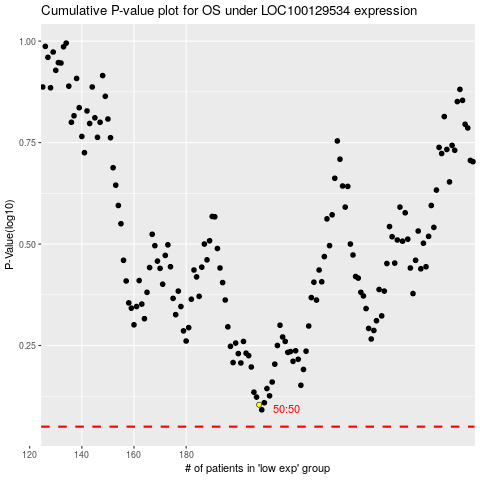 Cumulative P-value plot for OS under LOC100129534 expression
1.00
0.75
P-Value(log10)
0.50
0.25
50:50
120 140 160 180
# of patients in 'low exp' group